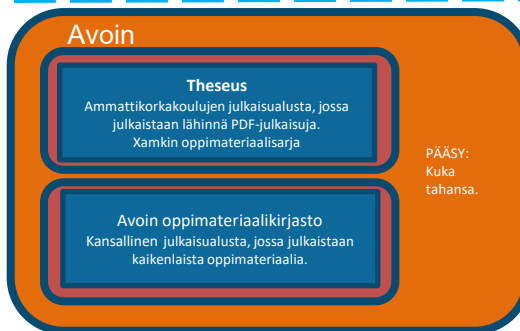 Avoin
Theseus
Ammattikorkakoulujen julkaisualusta, jossa
julkaistaan lähinnä PDF-julkaisuja.
Xamkin oppimateriaalisarja
PÄÄSY:
Kuka
tahansa.
Avoin oppimateriaalikirjasto
Kansallinen julkaisualusta, jossa julkaistaan
kaikenlaista oppimateriaalia.